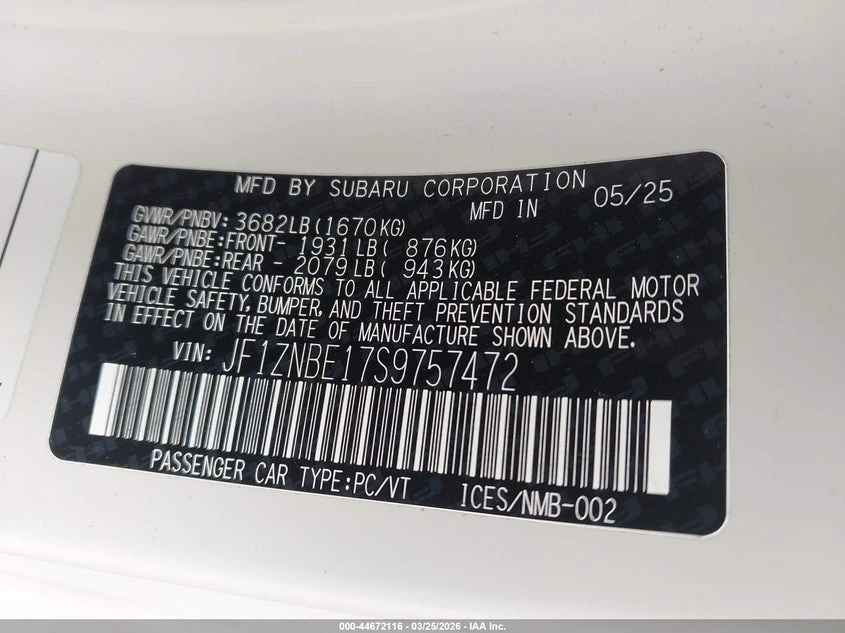 MFD BY SUBARU CORPORATION
MFD IN 05/25
GVWR/PNBV: 3682LB(1670KG)
GAWR/PNBE:FRONT- 1931LB( 876KG)
GAWR/PNBE:REAR - 2079LB( 943KG)
THIS VEHICLE CONFORMS TO ALL APPLICABLE FEDERAL MOTOR
VEHICLE SAFETY, BUMPER, AND THEFT PREVENTION STANDARDS
IN EFFECT ON THE DATE OF MANUFACTURE SHOWN ABOVE.
VIN: JF1ZNBE17S9757472
PASSENGER CAR TYPE:PC/VT ICES/NMB-002
000-44672116 - 03/25/2026 - IAA Inc.